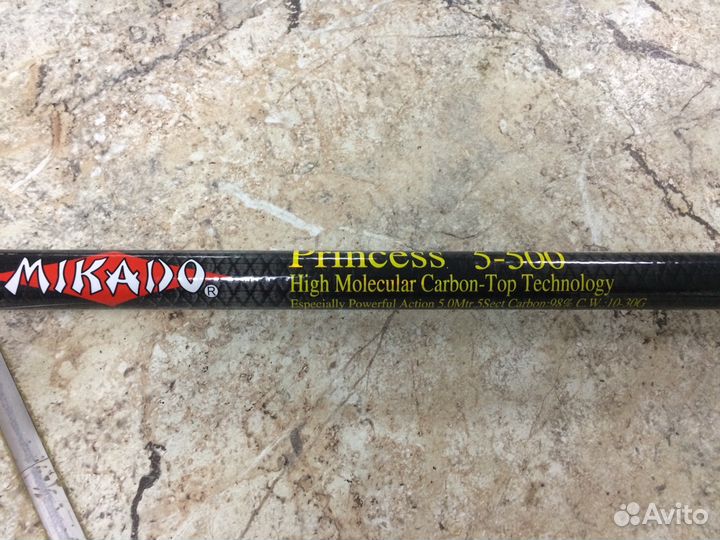 MIKADO ®
Princess 5-500
High Molecular Carbon-Top Technology
Especially Powerful Action 5.0Mtr 5Sect Carbon:98% C.W.:10-30G
Avito